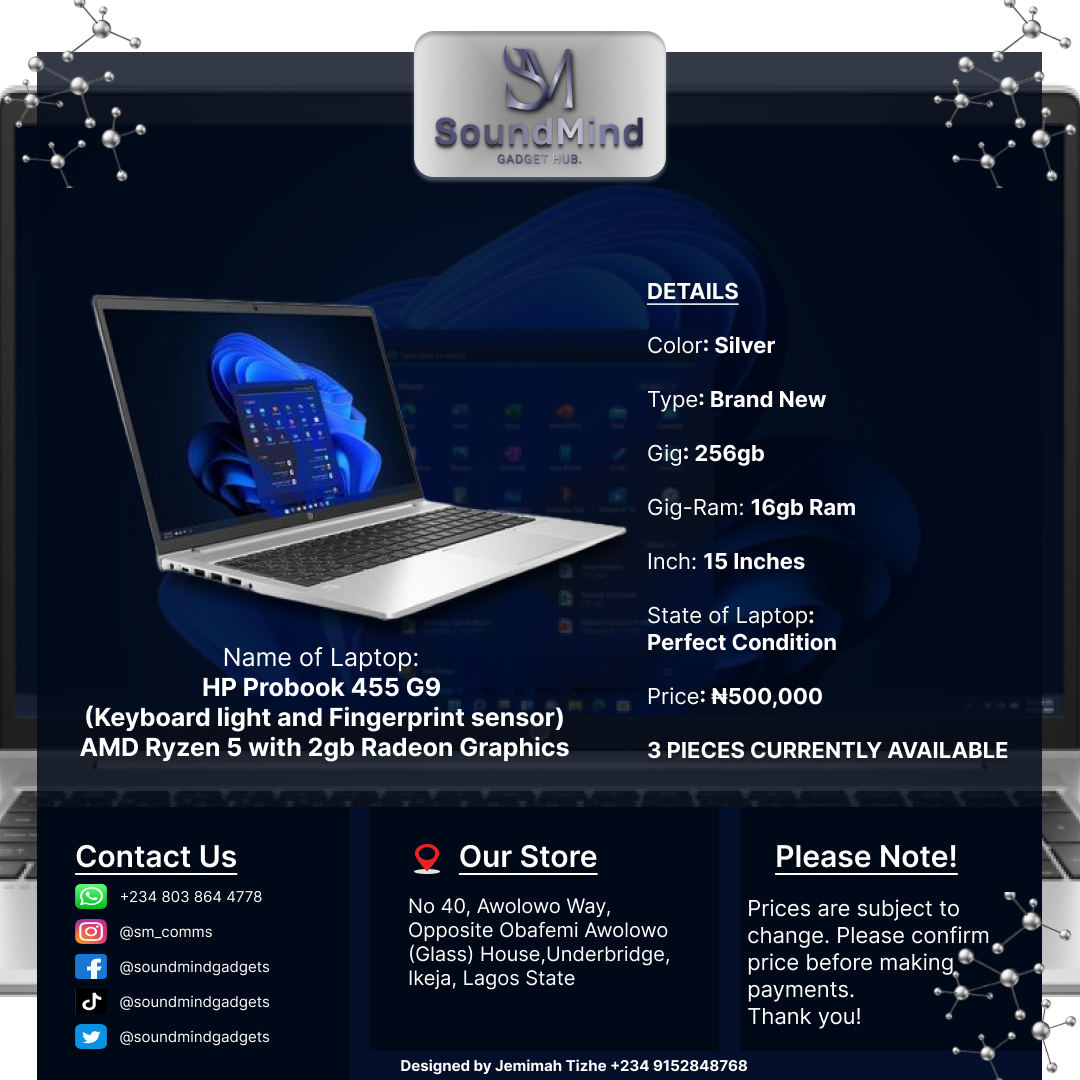 SM
SoundMind
GADGET HUB.
DETAILS
Color: Silver
Type: Brand New
Gig: 256gb
Gig-Ram: 16gb Ram
Inch: 15 Inches
State of Laptop:
Perfect Condition
Price: ₦500,000
3 PIECES CURRENTLY AVAILABLE
Name of Laptop:
HP Probook 455 G9
(Keyboard light and Fingerprint sensor)
AMD Ryzen 5 with 2gb Radeon Graphics
Contact Us
+234 803 864 4778
@sm_comms
@soundmindgadgets
@soundmindgadgets
@soundmindgadgets
Our Store
No 40, Awolowo Way,
Opposite Obafemi Awolowo
(Glass) House,Underbridge,
Ikeja, Lagos State
Please Note!
Prices are subject to
change. Please confirm
price before making
payments.
Thank you!
Designed by Jemimah Tizhe +234 9152848768